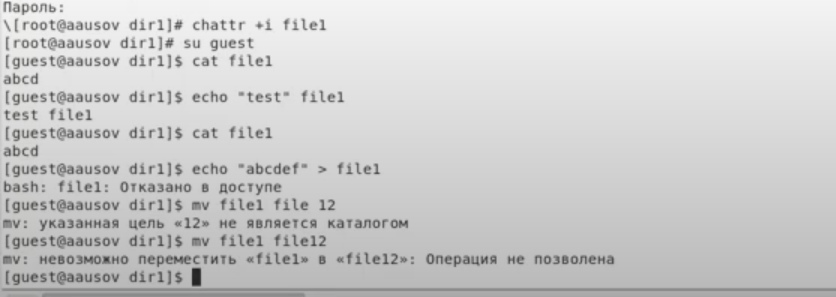 Пароль:
\[root@aausov dir1]# chattr +i file1
[root@aausov dir1]# su guest
[guest@aausov dir1]$ cat file1
abcd
[guest@aausov dir1]$ echo "test" file1
test file1
[guest@aausov dir1]$ cat file1
abcd
[guest@aausov dir1]$ echo "abcdef" > file1
bash: file1: Отказано в доступе
[guest@aausov dir1]$ mv file1 file 12
mv: указанная цель «12» не является каталогом
[guest@aausov dir1]$ mv file1 file12
mv: невозможно переместить «file1» в «file12»: Операция не позволена
[guest@aausov dir1]$